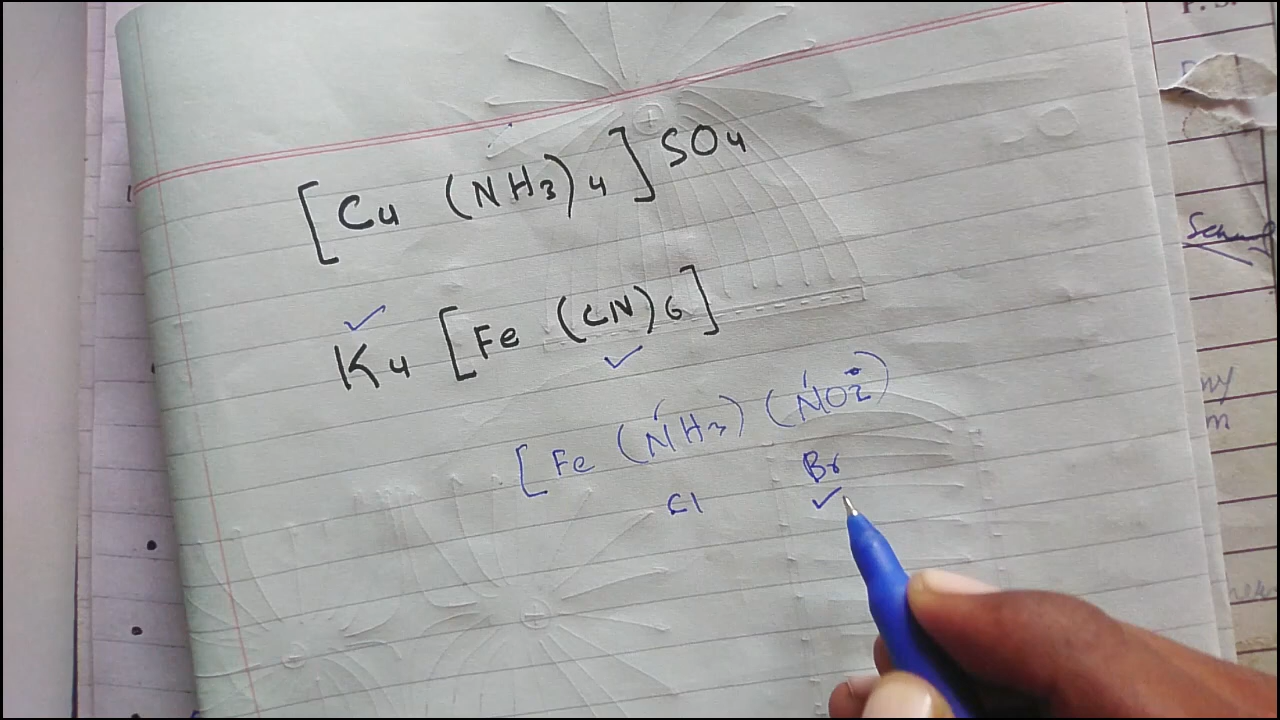 [Cu (NH3)4]SO4
K4 [Fe (CN)6]
[Fe (NH3) (NO2)
Cl Br